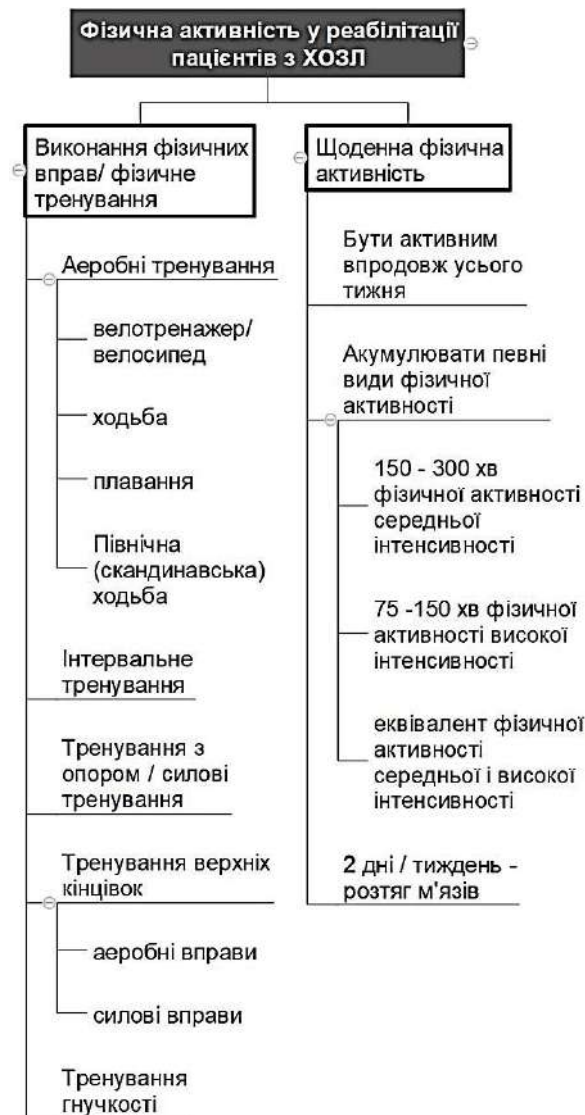 Фізична активність у реабілітації
пацієнтів з ХОЗЛ
Виконання фізичних
вправ/ фізичне
тренування
Аеробні тренування
велотренажер/
велосипед
ходьба
плавання
Північна
(скандинавська)
ходьба
Інтервальне
тренування
Тренування з
опором / силові
тренування
Тренування верхніх
кінцівок
аеробні вправи
силові вправи
Тренування
гнучкості
Щоденна фізична
активність
Бути активним
впродовж усього
тижня
Акумулювати певні
види фізичної
активності
150 - 300 хв
фізичної активності
середньої
інтенсивності
75 -150 хв фізичної
активності високої
інтенсивності
еквівалент фізичної
активності
середньої і високої
інтенсивності
2 дні / тиждень -
розтяг м'язів